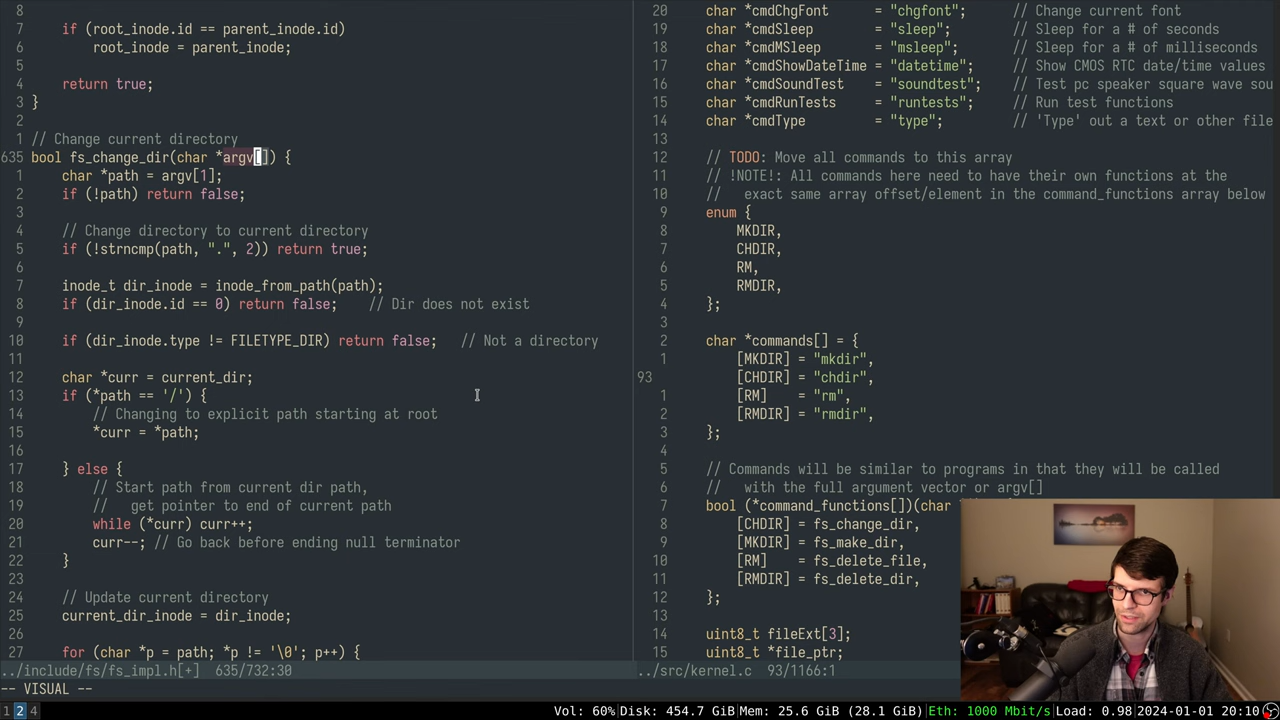 8
7 if (root_inode.id == parent_inode.id)
6 root_inode = parent_inode;
5
4 return true;
3 }
2
1 // Change current directory
635 bool fs_change_dir(char *argv[]) {
1 char *path = argv[1];
2 if (!path) return false;
3
4 // Change directory to current directory
5 if (!strncmp(path, ".", 2)) return true;
6
7 inode_t dir_inode = inode_from_path(path);
8 if (dir_inode.id == 0) return false; // Dir does not exist
9
10 if (dir_inode.type != FILETYPE_DIR) return false; // Not a directory
11
12 char *curr = current_dir;
13 if (*path == '/') {
14 // Changing to explicit path starting at root
15 *curr = *path;
16
17 } else {
18 // Start path from current dir path,
19 // get pointer to end of current path
20 while (*curr) curr++;
21 curr--; // Go back before ending null terminator
22 }
23
24 // Update current directory
25 current_dir_inode = dir_inode;
26
27 for (char *p = path; *p != '\0'; p++) {
../include/fs/fs_impl.h[+] 635/732:30
-- VISUAL --
20 char *cmdChgFont = "chgfont"; // Change current font
19 char *cmdSleep = "sleep"; // Sleep for a # of seconds
18 char *cmdMSleep = "msleep"; // Sleep for a # of milliseconds
17 char *cmdShowDateTime = "datetime"; // Show CMOS RTC date/time values
16 char *cmdSoundTest = "soundtest"; // Test pc speaker square wave sou
15 char *cmdRunTests = "runtests"; // Run test functions
14 char *cmdType = "type"; // 'Type' out a text or other file
13
12 // TODO: Move all commands to this array
11 // !NOTE!: All commands here need to have their own functions at the
10 // exact same array offset/element in the command_functions array below
9 enum {
8 MKDIR,
7 CHDIR,
6 RM,
5 RMDIR,
4 };
3
2 char *commands[] = {
1 [MKDIR] = "mkdir",
93 [CHDIR] = "chdir",
1 [RM] = "rm",
2 [RMDIR] = "rmdir",
3 };
4
5 // Commands will be similar to programs in that they will be called
6 // with the full argument vector or argv[]
7 bool (*command_functions[])(char
8 [CHDIR] = fs_change_dir,
9 [MKDIR] = fs_make_dir,
10 [RM] = fs_delete_file,
11 [RMDIR] = fs_delete_dir,
12 };
13
14 uint8_t fileExt[3];
15 uint8_t *file_ptr;
../src/kernel.c 93/1166:1
1 2 4 Vol: 60% Disk: 454.7 GiB Mem: 25.6 GiB (28.1 GiB) Eth: 1000 Mbit/s Load: 0.98 2024-01-01 20:10